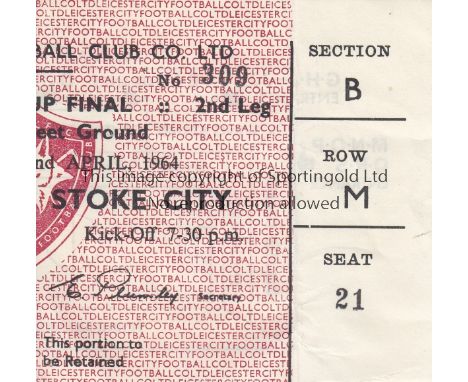 BALL CLUB CO. LTD
No 309
UP FINAL :: 2nd Leg
eet Ground
nd APRIL, 1964
This image copyright of Sportingold Ltd
STOKE CITY
No reproduction allowed
Kick-Off 7-30 p.m.
Secretary
This portion to
be Retained
SECTION
B
ROW
M
SEAT
21